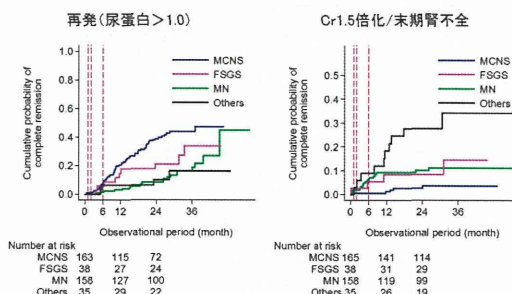 再発(尿蛋白>1.0)
Cumulative probability of
complete remission
1.0
0.8
0.6
0.4
0.2
0.0
MCNS
FSGS
MN
Others
0 6 12 24 36
Observational period (month)
Number at risk
MCNS 163 115 72
FSGS 38 27 24
MN 158 127 100
Others 35 29 22
Cr1.5倍化/末期腎不全
Cumulative probability of
complete remission
0.5
0.4
0.3
0.2
0.1
0.0
MCNS
FSGS
MN
Others
0 6 12 24 36
Observational period (month)
Number at risk
MCNS 165 141 114
FSGS 38 31 29
MN 158 119 99
Others 35 26 19